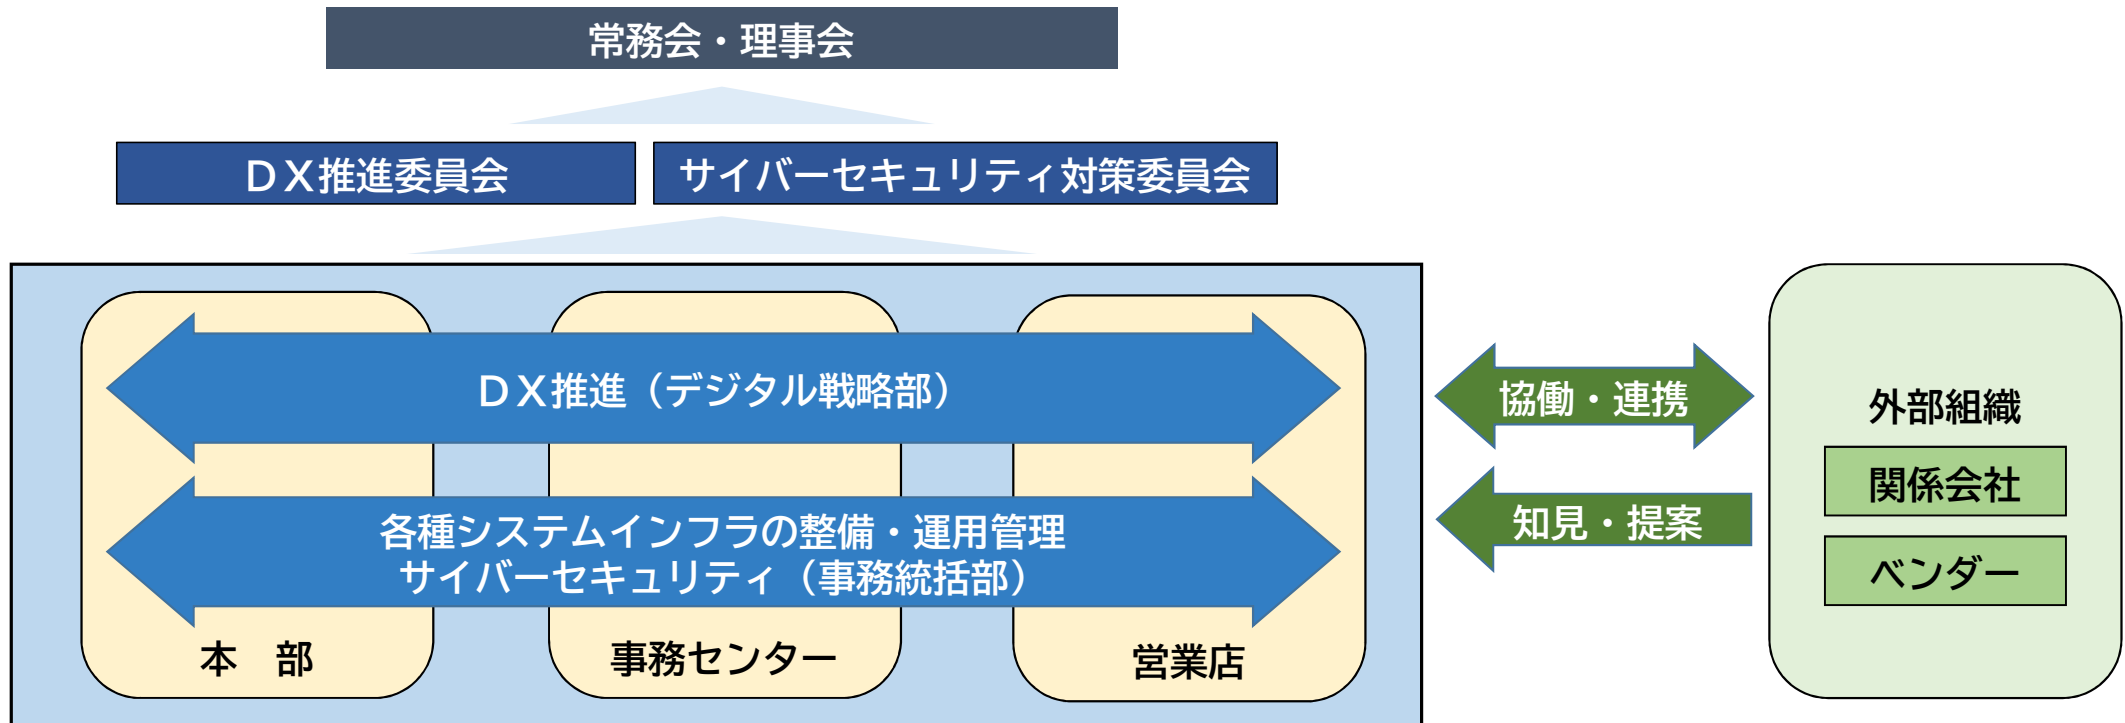 常務会・理事会
ＤＸ推進委員会
サイバーセキュリティ対策委員会
ＤＸ推進（デジタル戦略部）
各種システムインフラの整備・運用管理
サイバーセキュリティ（事務統括部）
本　部
事務センター
営業店
協働・連携
知見・提案
外部組織
関係会社
ベンダー